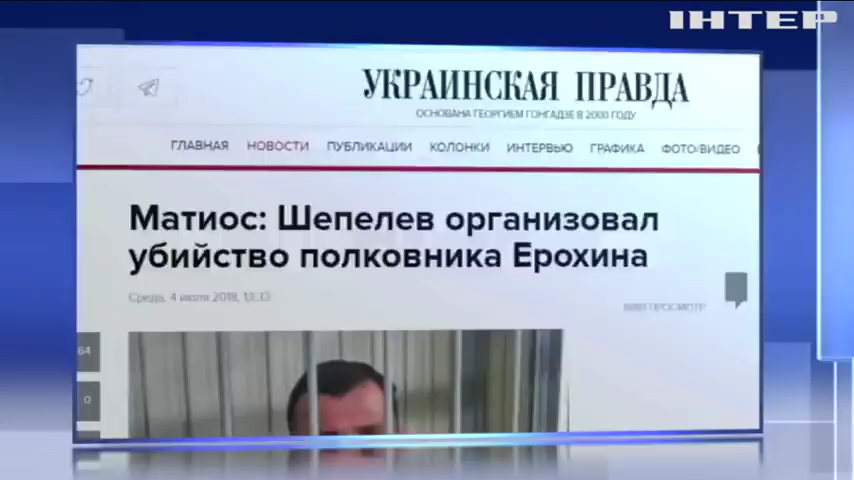 ІНТЕР
УКРАИНСКАЯ ПРАВДА
ОСНОВАНА ГЕОРГИЕМ ГОНГАДЗЕ В 2000 ГОДУ
ГЛАВНАЯ НОВОСТИ ПУБЛИКАЦИИ КОЛОНКИ ИНТЕРВЬЮ ГРАФИКА ФОТО/ВИДЕО
Матиос: Шепелев организовал
убийство полковника Ерохина
Среда, 4 июля 2018, 13:33
64
0